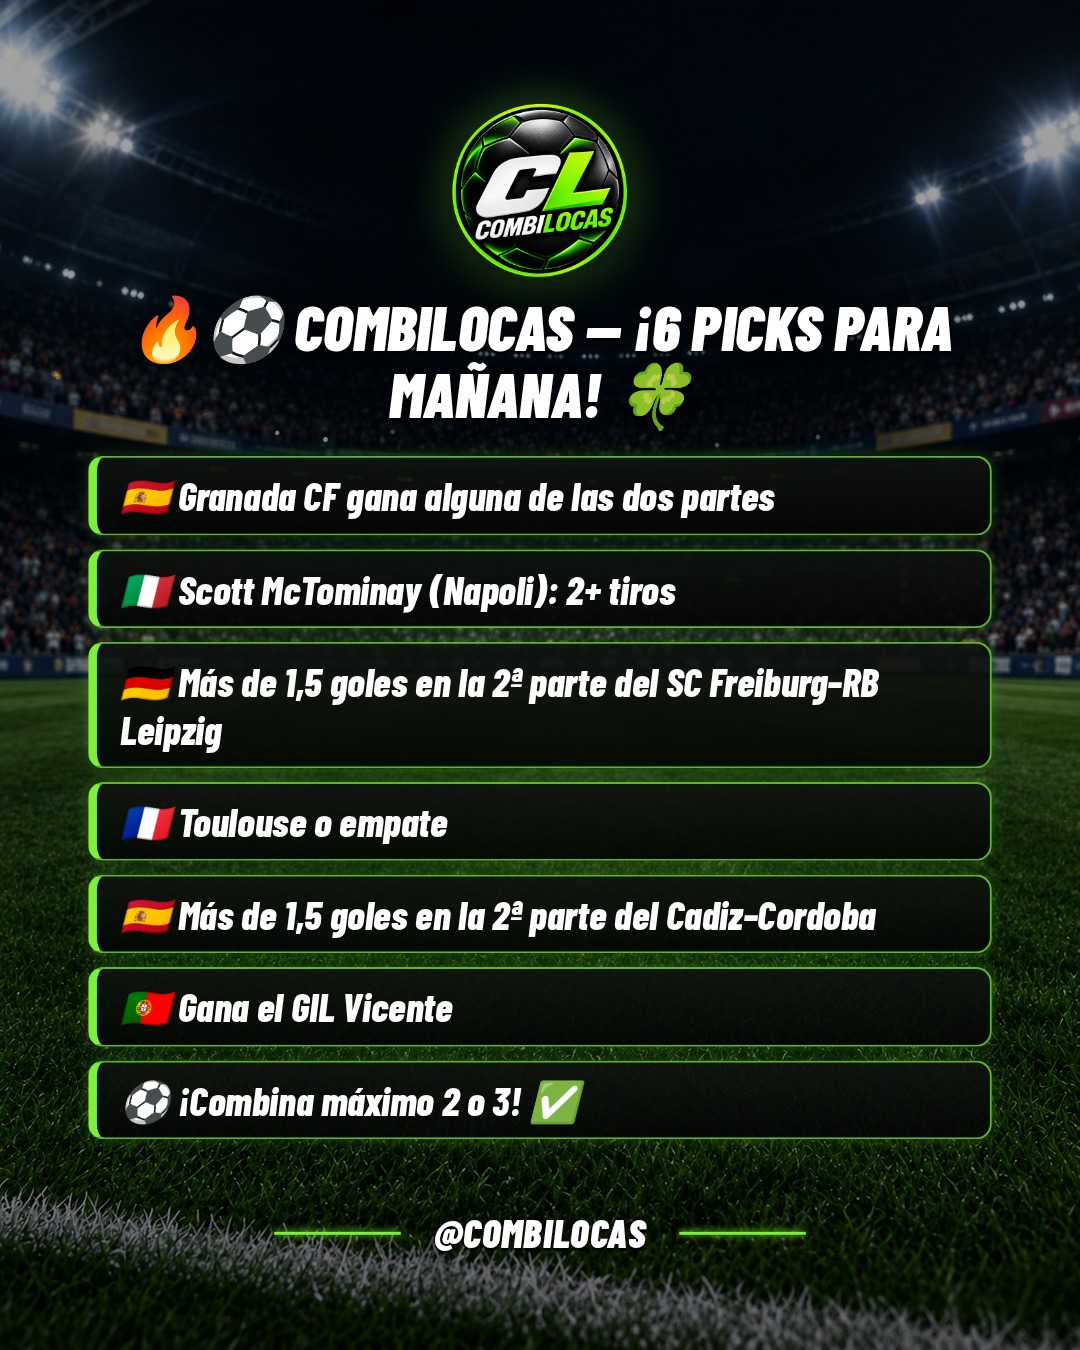 CL
COMBILOCAS
🔥⚽ COMBILOCAS – ¡6 PICKS PARA
MAÑANA! 🍀
🇪🇸 Granada CF gana alguna de las dos partes
🇮🇹 Scott McTominay (Napoli): 2+ tiros
🇩🇪 Más de 1,5 goles en la 2ª parte del SC Freiburg-RB
Leipzig
🇫🇷 Toulouse o empate
🇪🇸 Más de 1,5 goles en la 2ª parte del Cadiz-Cordoba
🇵🇹 Gana el GIL Vicente
⚽ ¡Combina máximo 2 o 3! ✅
@COMBILOCAS